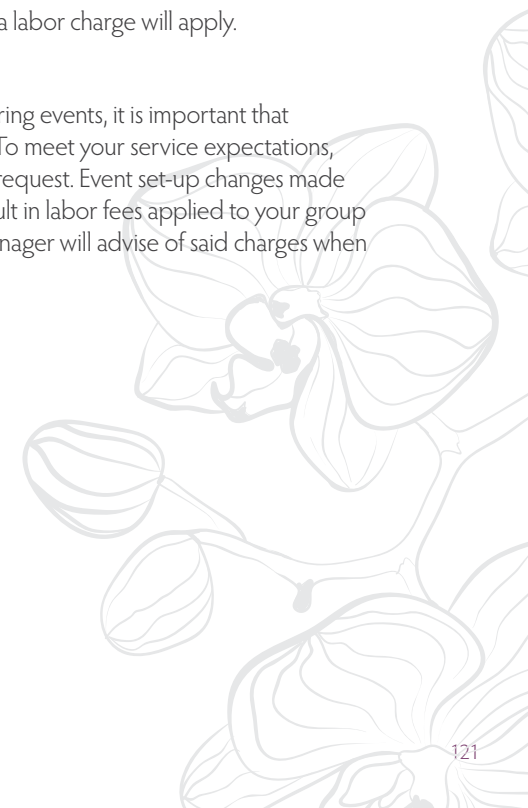 a labor charge will apply.
ring events, it is important that
To meet your service expectations,
request. Event set-up changes made
ult in labor fees applied to your group
nager will advise of said charges when
121